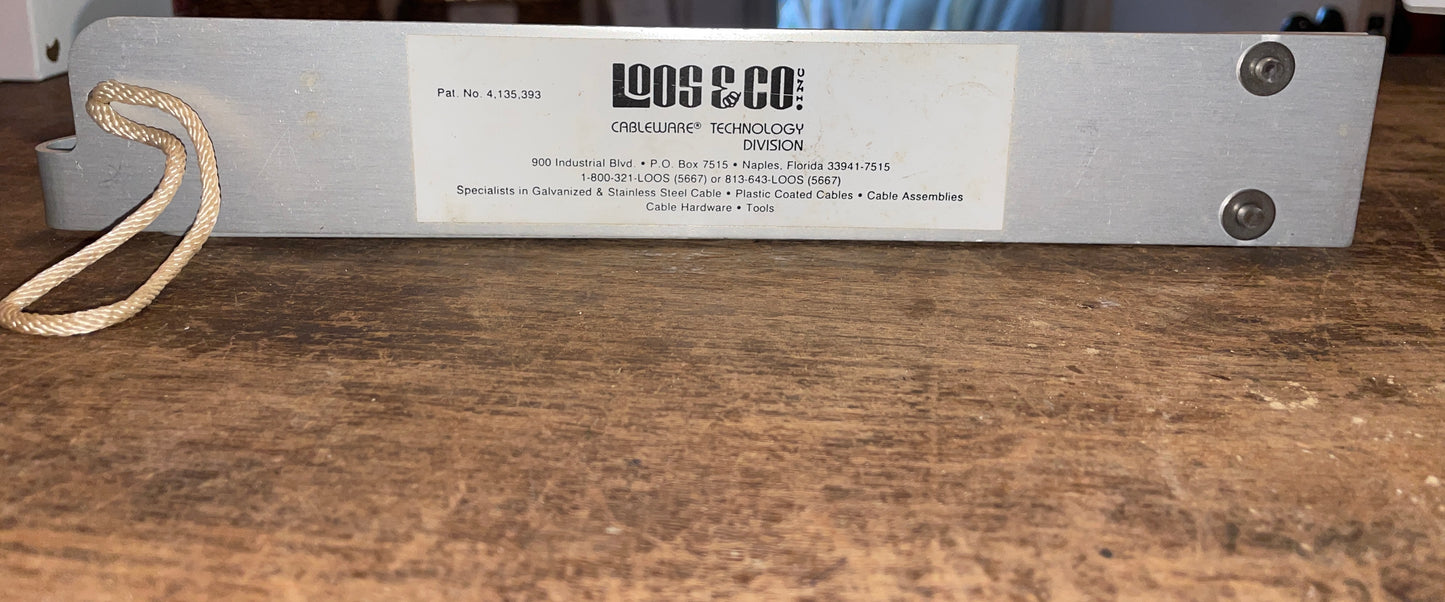 Pat. No. 4,135,393
LOOS & CO. INC.
CABLEWARE® TECHNOLOGY
DIVISION
900 Industrial Blvd. • P.O. Box 7515 • Naples, Florida 33941-7515
1-800-321-LOOS (5667) or 813-643-LOOS (5667)
Specialists in Galvanized & Stainless Steel Cable • Plastic Coated Cables • Cable Assemblies
Cable Hardware • Tools